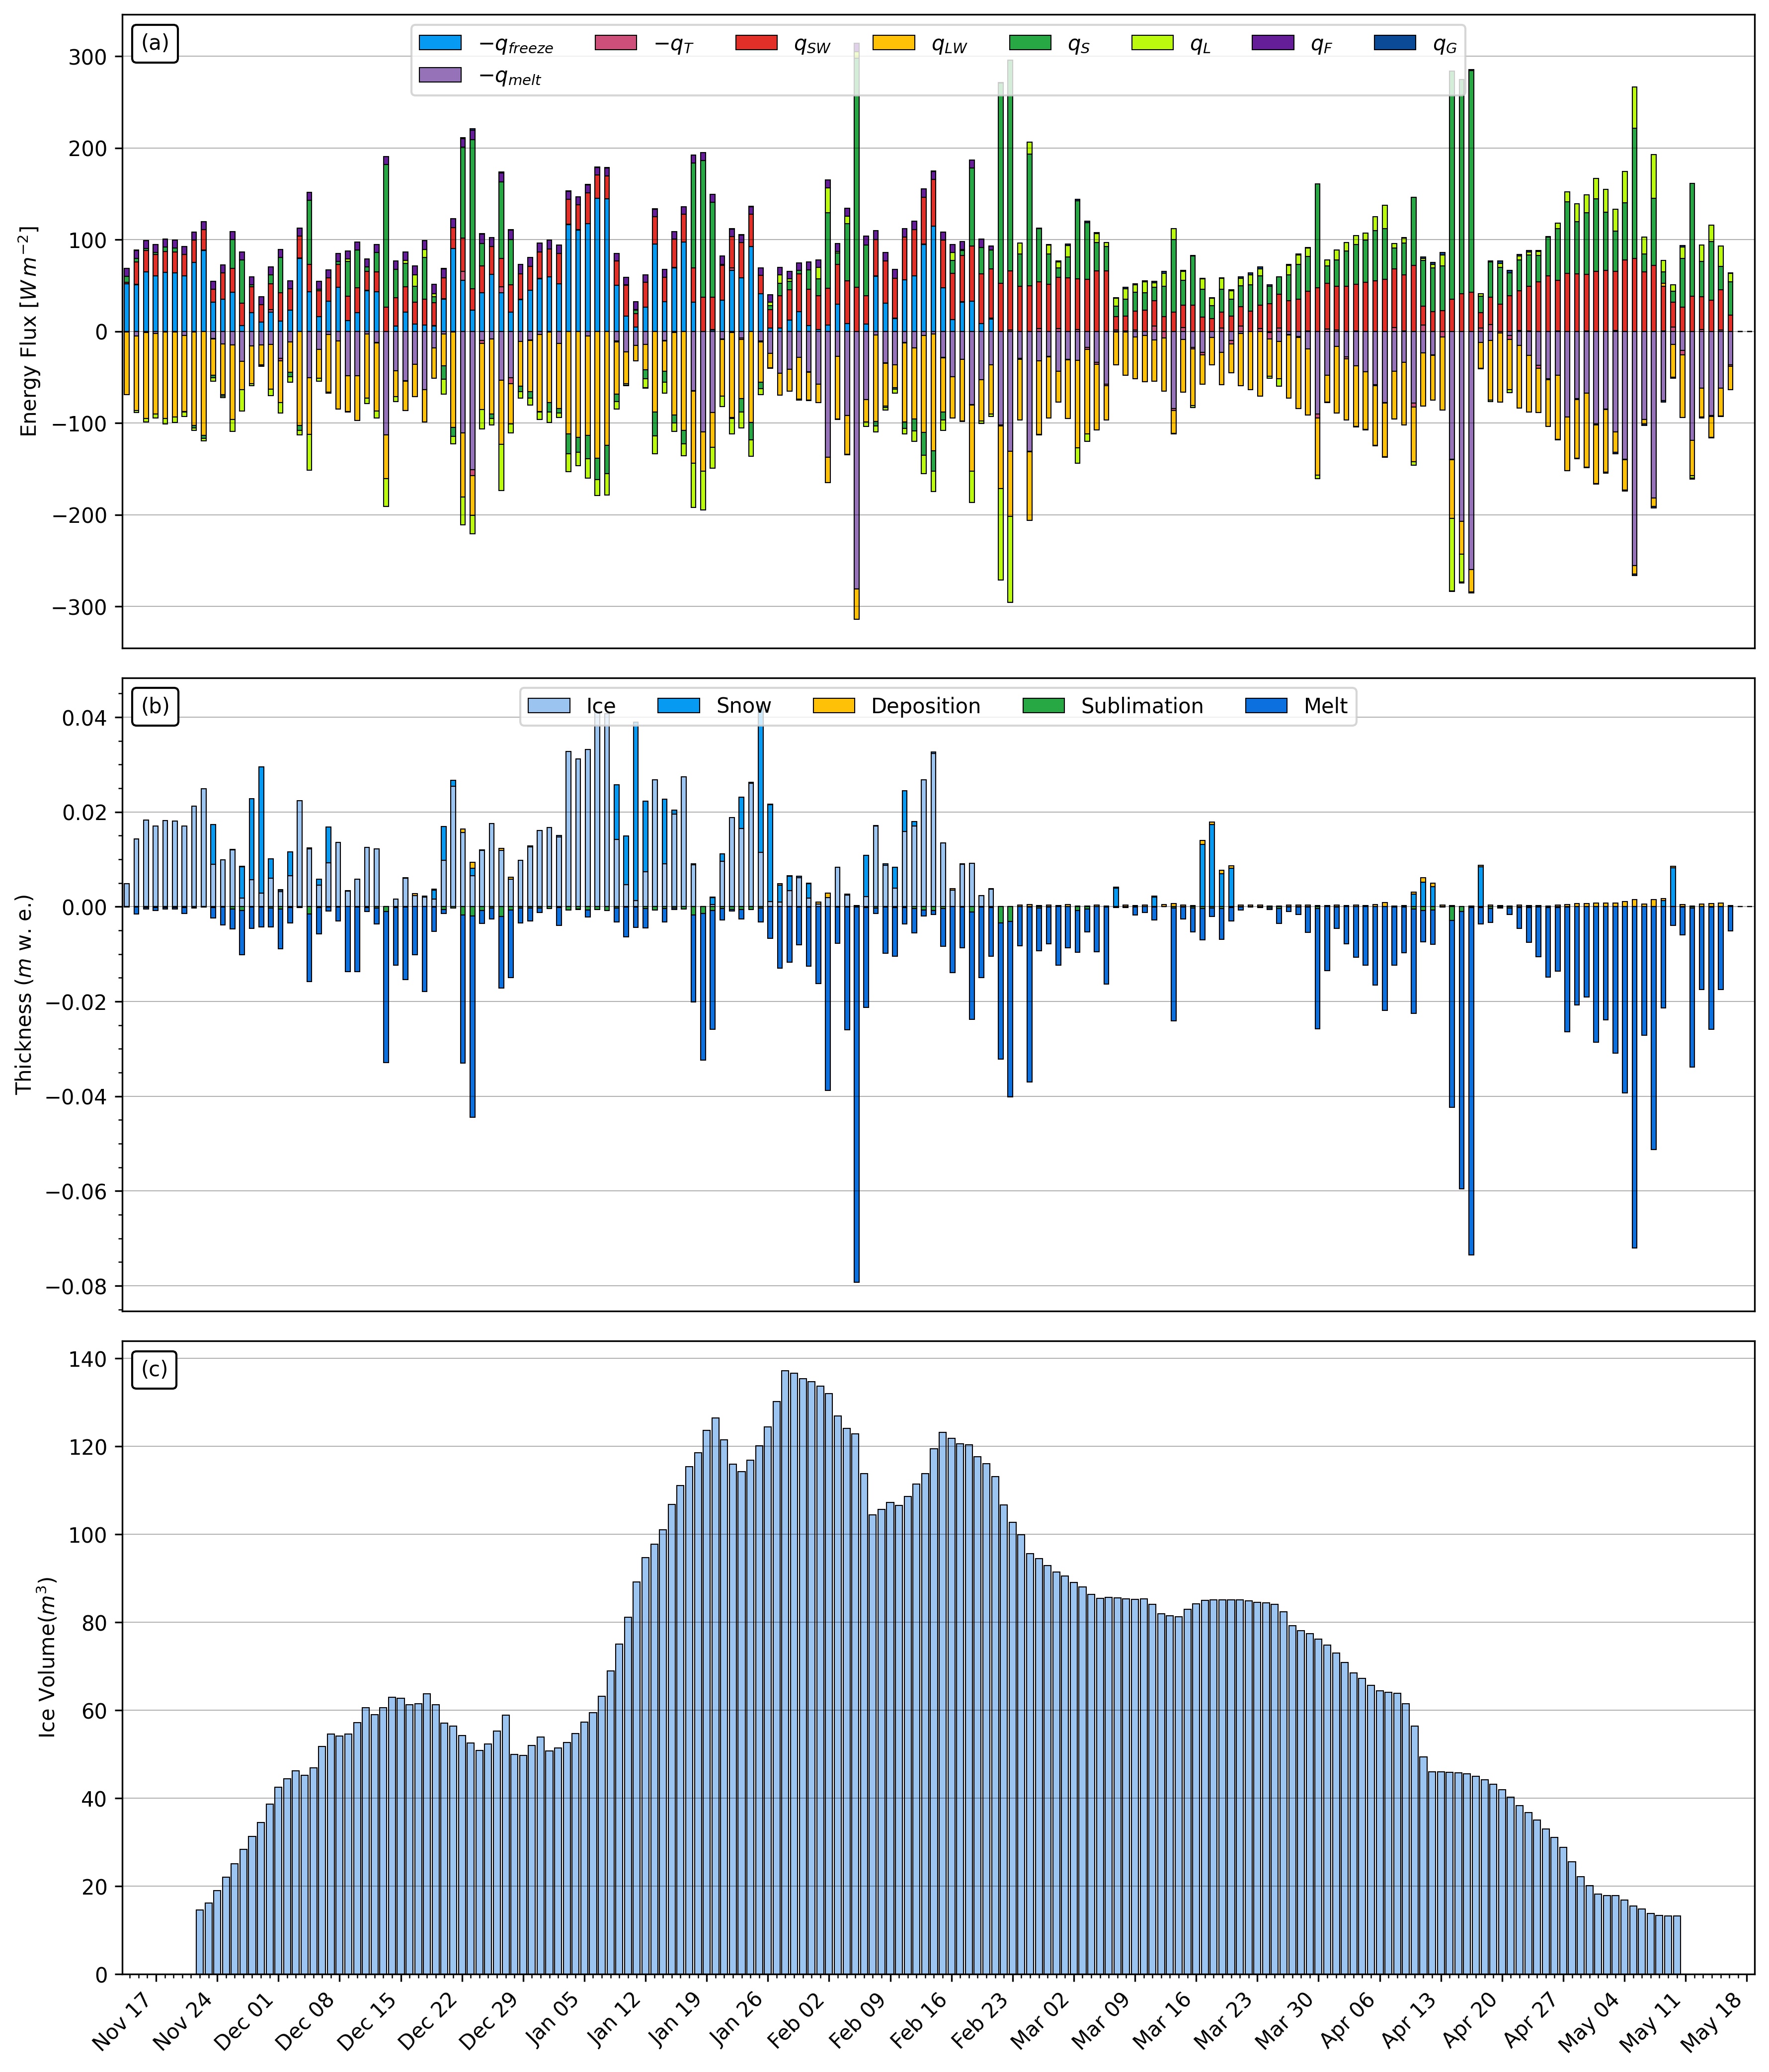 (a)
−q_freeze −q_T q_SW q_LW q_S q_L q_F q_G
−q_melt
Energy Flux [W m⁻²]
300
200
100
0
−100
−200
−300
(b)
Ice Snow Deposition Sublimation Melt
Thickness (m w. e.)
0.04
0.02
0.00
−0.02
−0.04
−0.06
−0.08
(c)
Ice Volume(m³)
140
120
100
80
60
40
20
0
Nov 17 Nov 24 Dec 01 Dec 08 Dec 15 Dec 22 Dec 29 Jan 05 Jan 12 Jan 19 Jan 26 Feb 02 Feb 09 Feb 16 Feb 23 Mar 02 Mar 09 Mar 16 Mar 23 Mar 30 Apr 06 Apr 13 Apr 20 Apr 27 May 04 May 11 May 18